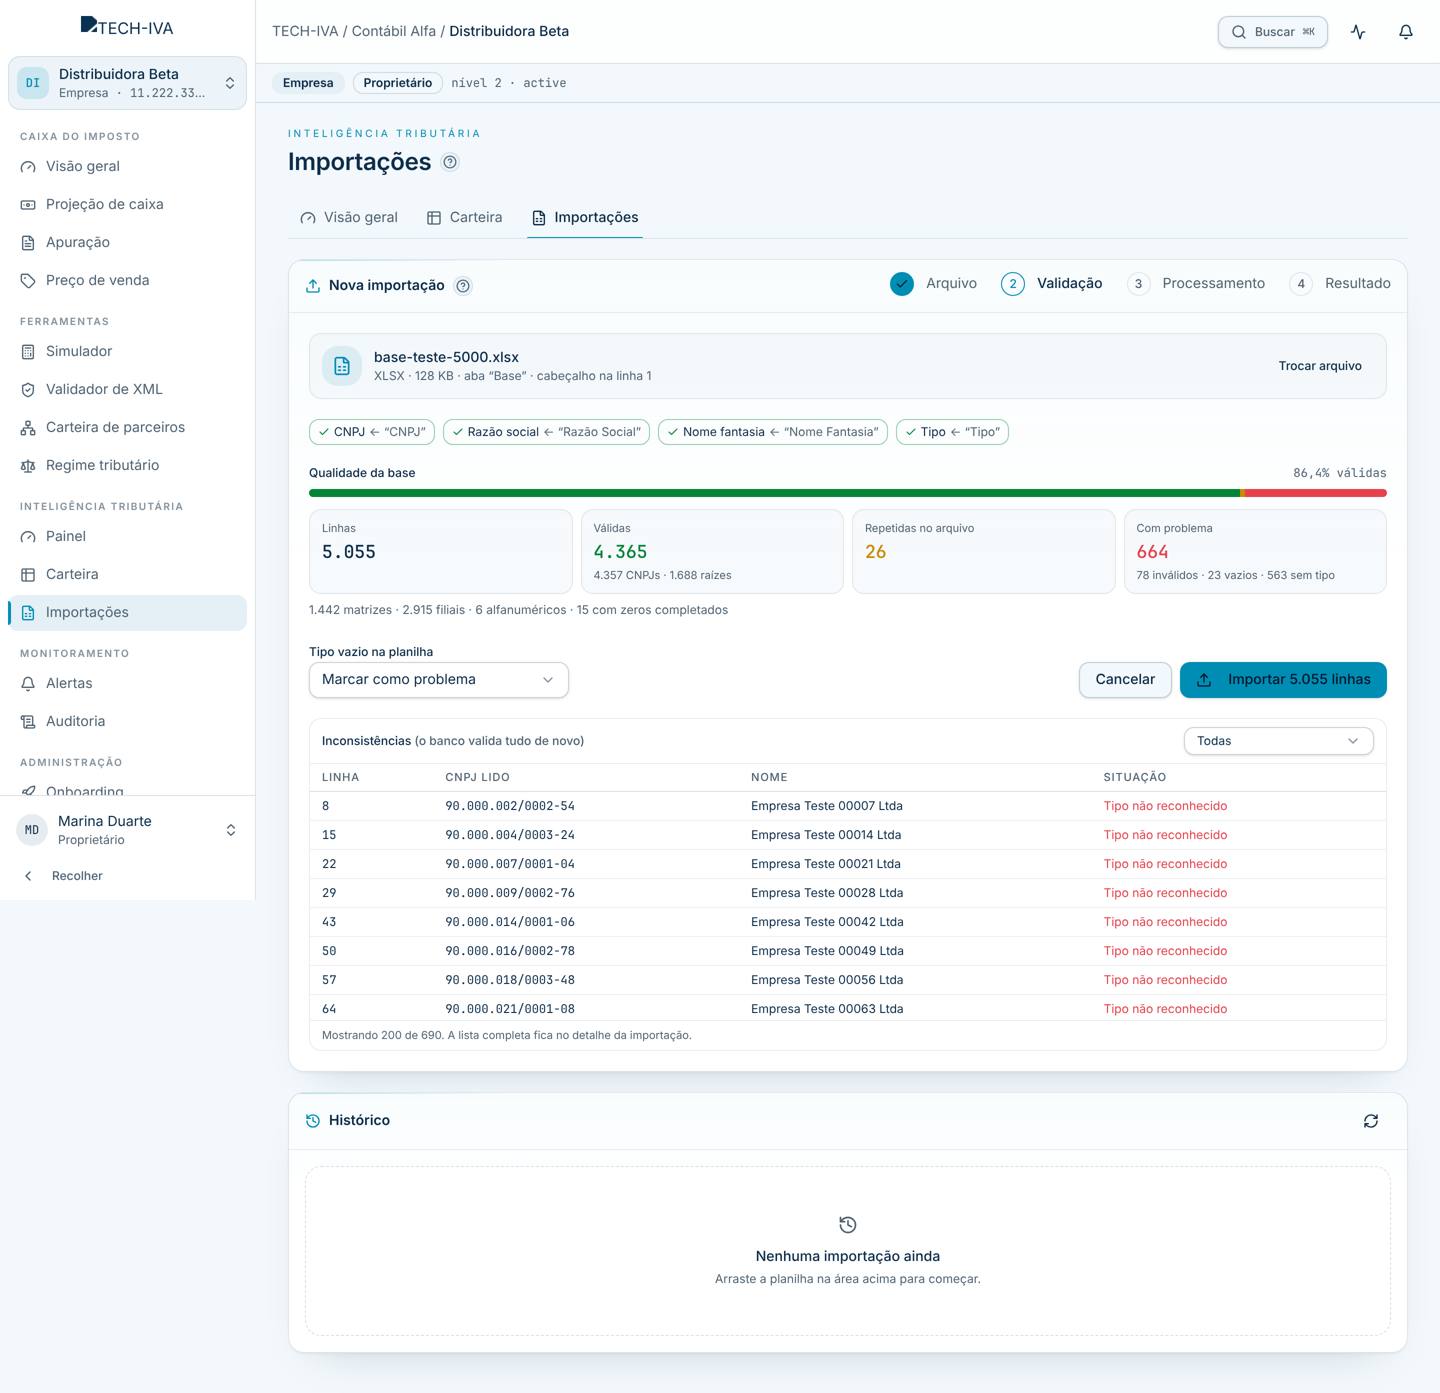 TECH-IVA
DI
Distribuidora Beta
Empresa · 11.222.33...
CAIXA DO IMPOSTO
Visão geral
Projeção de caixa
Apuração
Preço de venda
FERRAMENTAS
Simulador
Validador de XML
Carteira de parceiros
Regime tributário
INTELIGÊNCIA TRIBUTÁRIA
Painel
Carteira
Importações
MONITORAMENTO
Alertas
Auditoria
ADMINISTRAÇÃO
Onboarding
MD
Marina Duarte
Proprietário
Recolher
TECH-IVA / Contábil Alfa / Distribuidora Beta
Buscar ⌘K
Empresa Proprietário nível 2 · active
INTELIGÊNCIA TRIBUTÁRIA
Importações
Visão geral Carteira Importações
Nova importação
Arquivo 2 Validação 3 Processamento 4 Resultado
base-teste-5000.xlsx
XLSX · 128 KB · aba “Base” · cabeçalho na linha 1
Trocar arquivo
CNPJ ← “CNPJ” Razão social ← “Razão Social” Nome fantasia ← “Nome Fantasia” Tipo ← “Tipo”
Qualidade da base 86,4% válidas
Linhas
5.055
Válidas
4.365
4.357 CNPJs · 1.688 raízes
Repetidas no arquivo
26
Com problema
664
78 inválidos · 23 vazios · 563 sem tipo
1.442 matrizes · 2.915 filiais · 6 alfanuméricos · 15 com zeros completados
Tipo vazio na planilha
Marcar como problema
Cancelar
Importar 5.055 linhas
Inconsistências (o banco valida tudo de novo)
Todas
LINHA CNPJ LIDO NOME SITUAÇÃO
8 90.000.002/0002-54 Empresa Teste 00007 Ltda Tipo não reconhecido
15 90.000.004/0003-24 Empresa Teste 00014 Ltda Tipo não reconhecido
22 90.000.007/0001-04 Empresa Teste 00021 Ltda Tipo não reconhecido
29 90.000.009/0002-76 Empresa Teste 00028 Ltda Tipo não reconhecido
43 90.000.014/0001-06 Empresa Teste 00042 Ltda Tipo não reconhecido
50 90.000.016/0002-78 Empresa Teste 00049 Ltda Tipo não reconhecido
57 90.000.018/0003-48 Empresa Teste 00056 Ltda Tipo não reconhecido
64 90.000.021/0001-08 Empresa Teste 00063 Ltda Tipo não reconhecido
Mostrando 200 de 690. A lista completa fica no detalhe da importação.
Histórico
Nenhuma importação ainda
Arraste a planilha na área acima para começar.